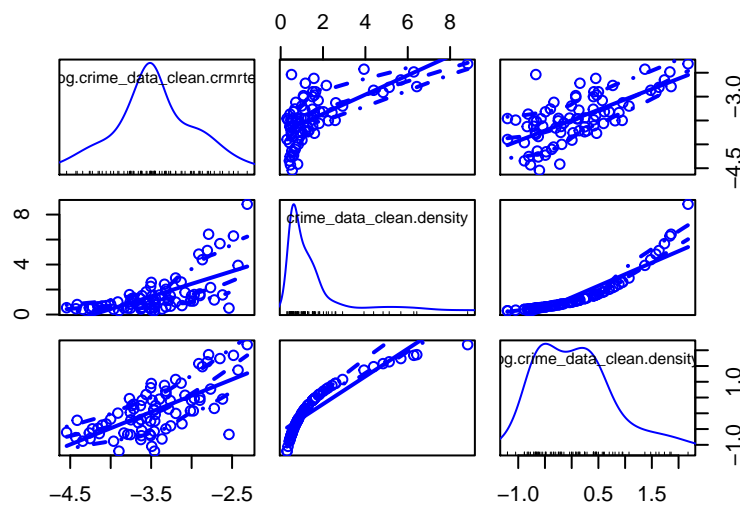 0 2 4 6 8
og.crime_data_clean.crmrte
-4.5 -3.0
0 4 8
crime_data_clean.density
og.crime_data_clean.density
-1.0 1.0
-4.5 -3.5 -2.5
-1.0 0.5 1.5